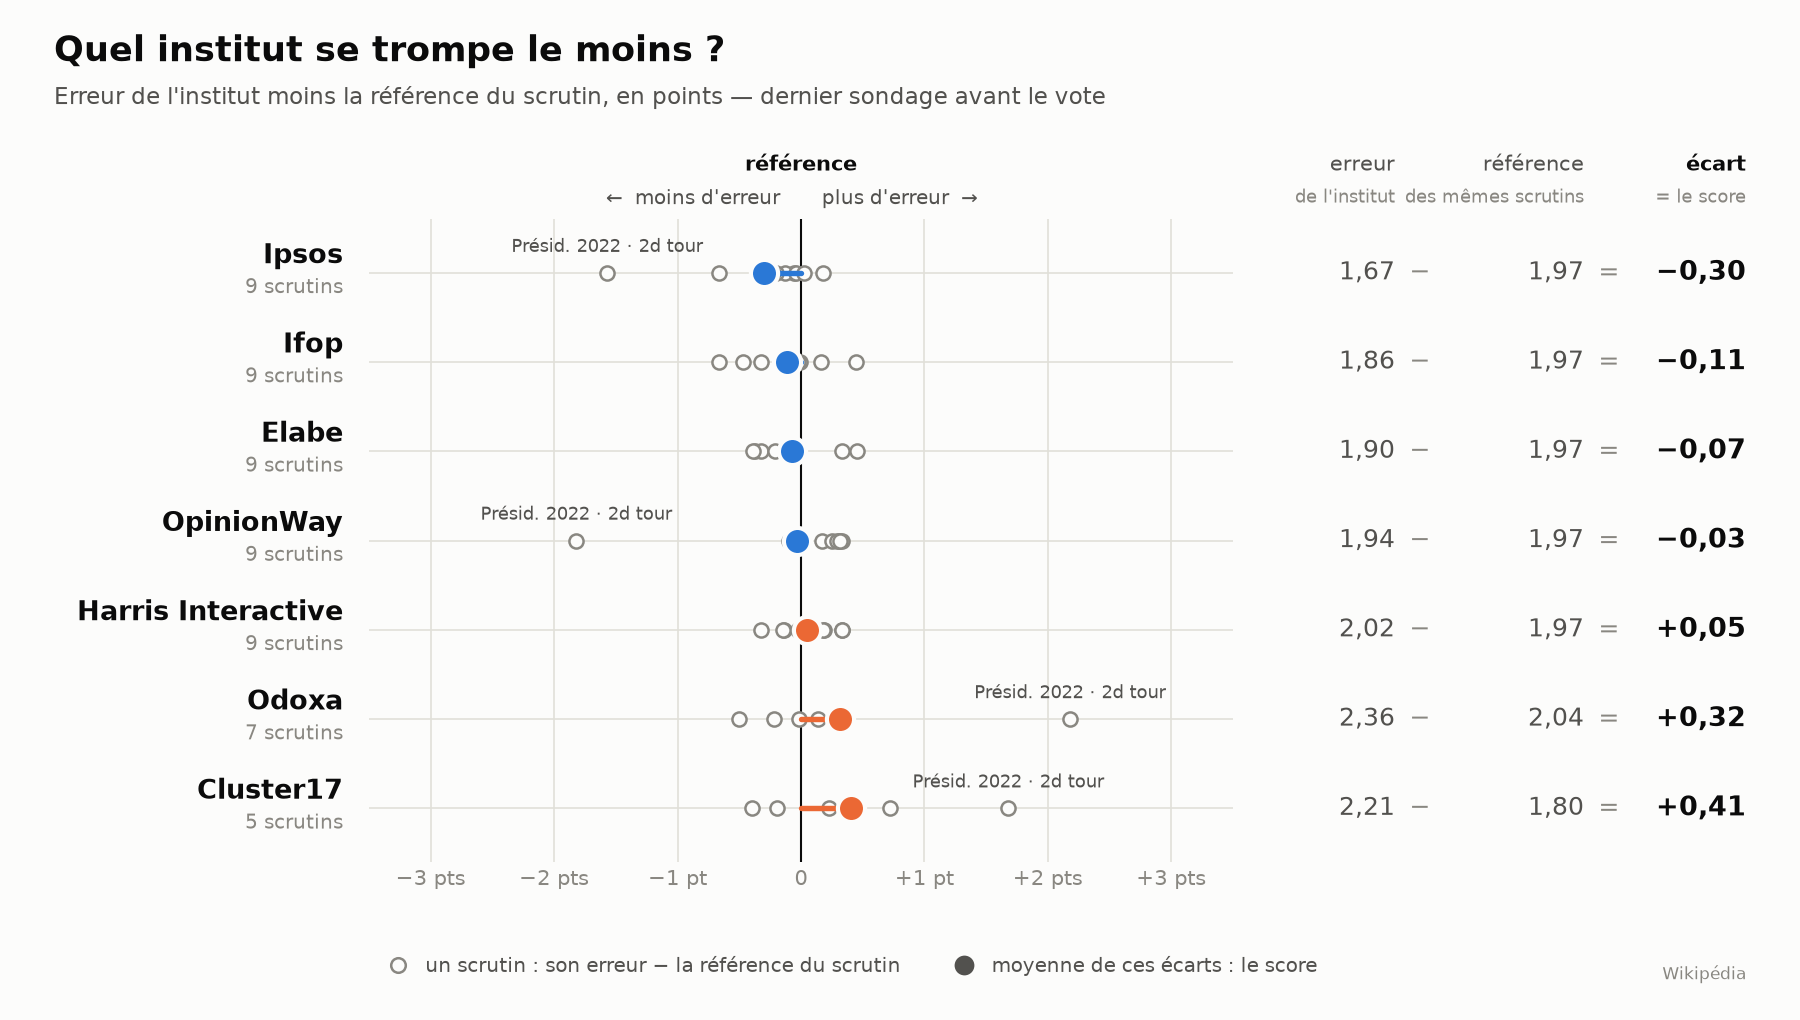 Quel institut se trompe le moins ?
Erreur de l'institut moins la référence du scrutin, en points — dernier sondage avant le vote
référence
← moins d'erreur plus d'erreur →
erreur référence écart
de l'institut des mêmes scrutins = le score
Présid. 2022 · 2d tour
Ipsos
9 scrutins
1,67 − 1,97 = −0,30
Ifop
9 scrutins
1,86 − 1,97 = −0,11
Elabe
9 scrutins
1,90 − 1,97 = −0,07
Présid. 2022 · 2d tour
OpinionWay
9 scrutins
1,94 − 1,97 = −0,03
Harris Interactive
9 scrutins
2,02 − 1,97 = +0,05
Présid. 2022 · 2d tour
Odoxa
7 scrutins
2,36 − 2,04 = +0,32
Présid. 2022 · 2d tour
Cluster17
5 scrutins
2,21 − 1,80 = +0,41
−3 pts −2 pts −1 pt 0 +1 pt +2 pts +3 pts
un scrutin : son erreur − la référence du scrutin moyenne de ces écarts : le score
Wikipédia